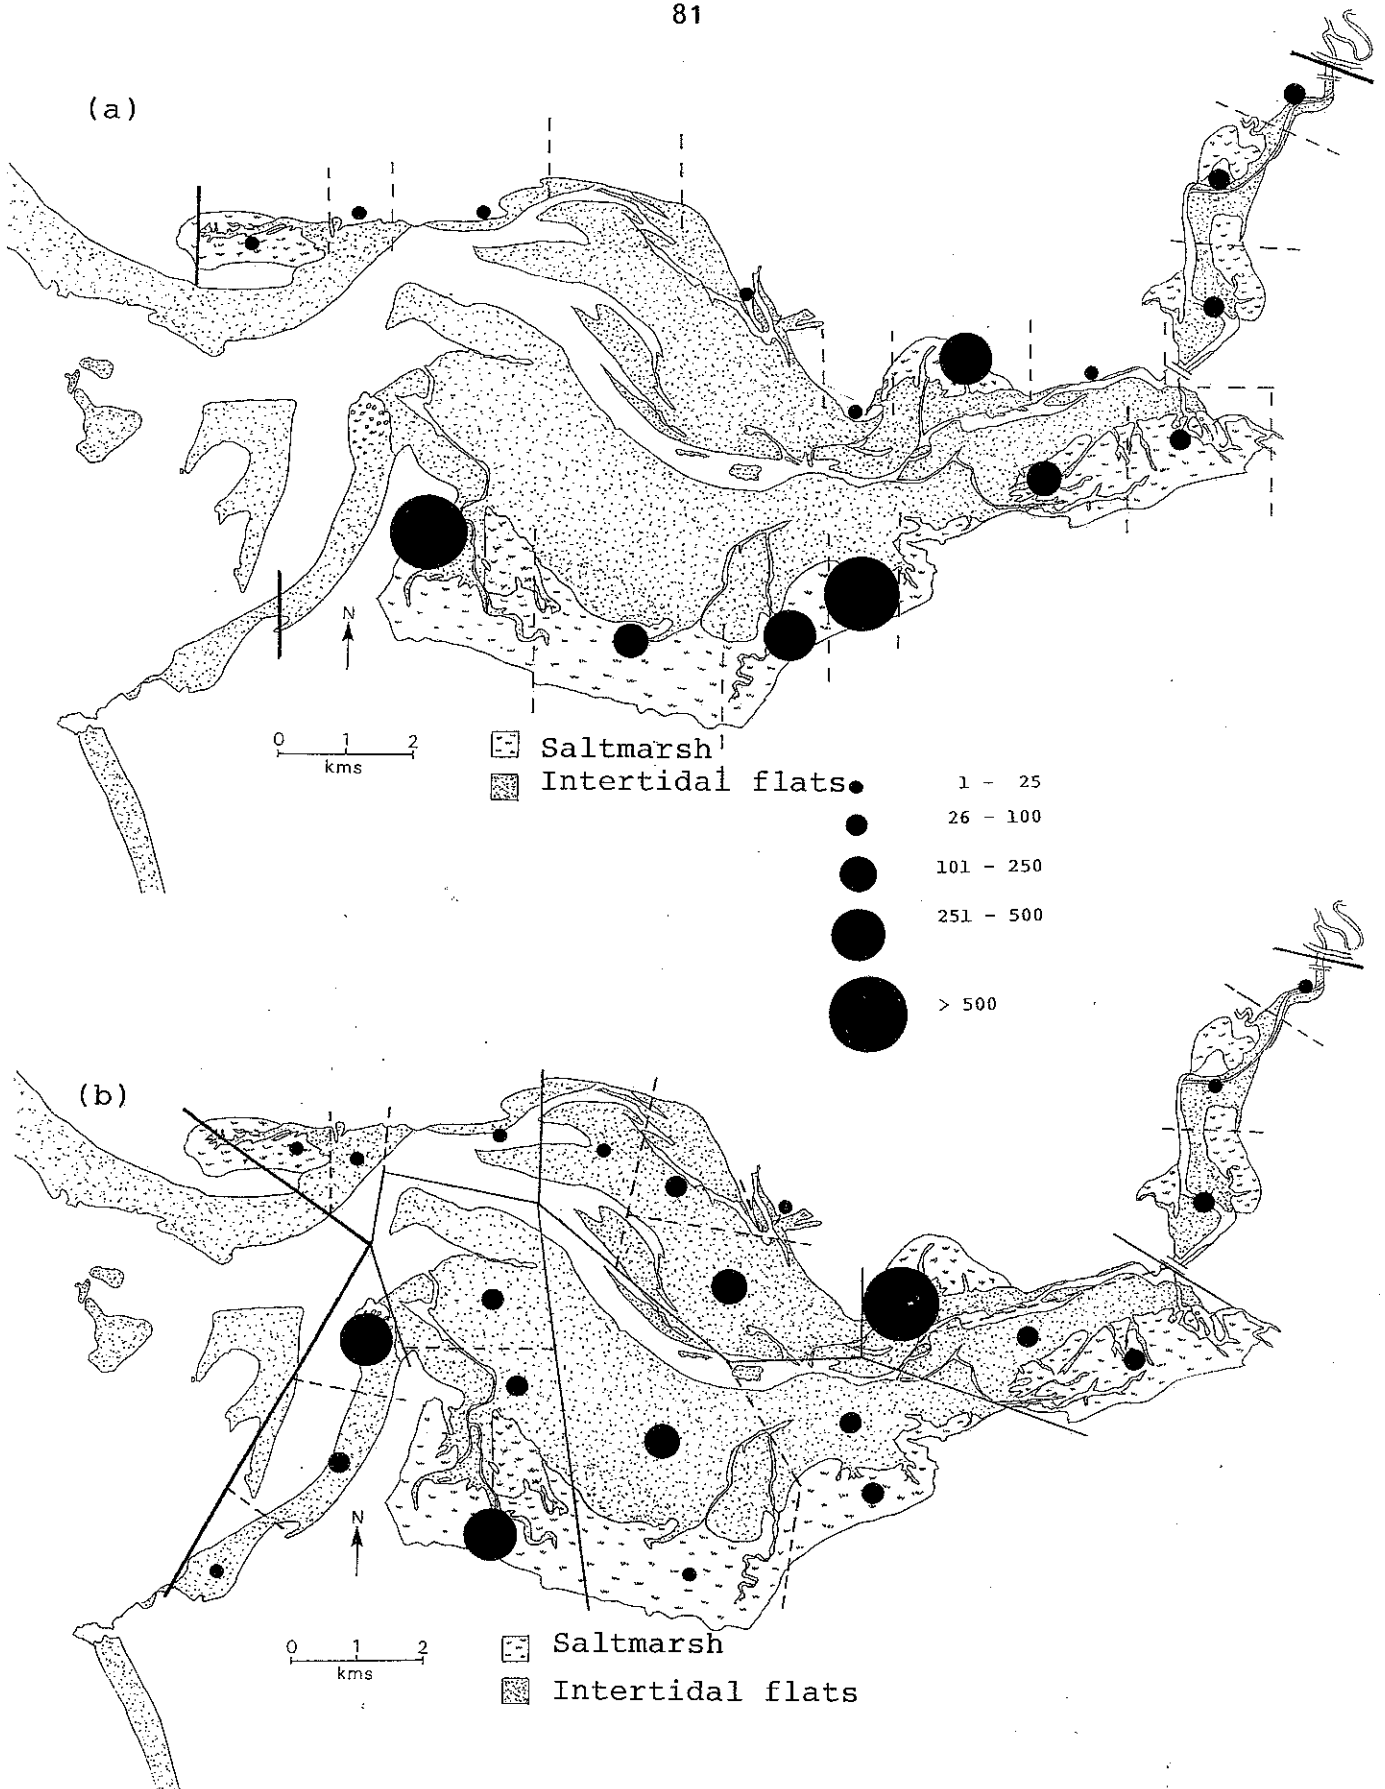 81
(a)
N
0 1 2
kms
Saltmarsh
Intertidal flats
1 - 25
26 - 100
101 - 250
251 - 500
> 500
(b)
N
0 1 2
kms
Saltmarsh
Intertidal flats